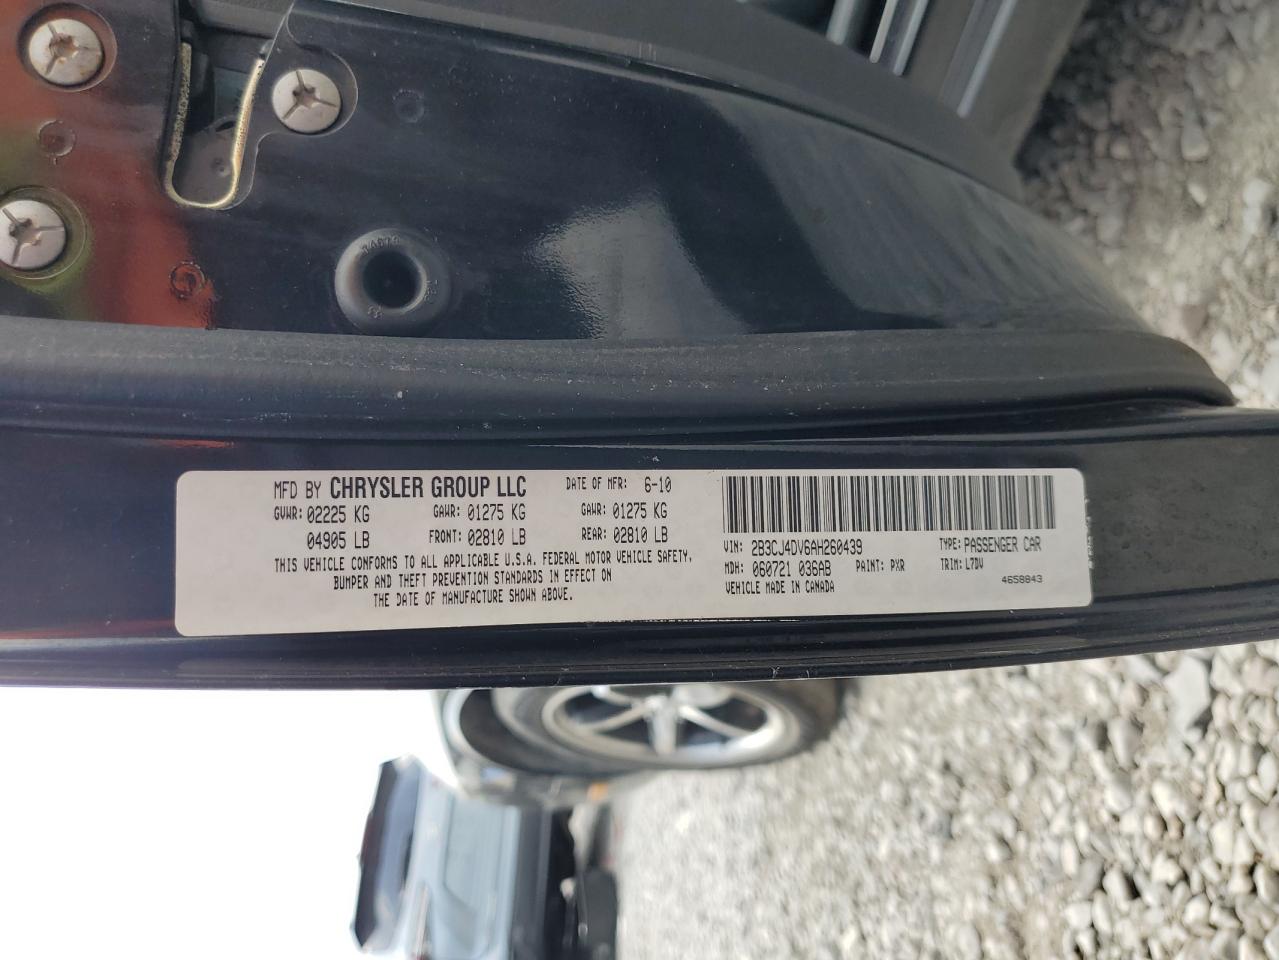 MFD BY CHRYSLER GROUP LLC DATE OF MFR: 6-10
GVWR: 02225 KG GAWR: 01275 KG GAWR: 01275 KG
04905 LB FRONT: 02810 LB REAR: 02810 LB
THIS VEHICLE CONFORMS TO ALL APPLICABLE U.S.A. FEDERAL MOTOR VEHICLE SAFETY,
BUMPER AND THEFT PREVENTION STANDARDS IN EFFECT ON
THE DATE OF MANUFACTURE SHOWN ABOVE.
VIN: 2B3CJ4DV6AH260439 TYPE: PASSENGER CAR
MDH: 060721 036AB PAINT: PXR TRIM: L7DV
VEHICLE MADE IN CANADA 4658843